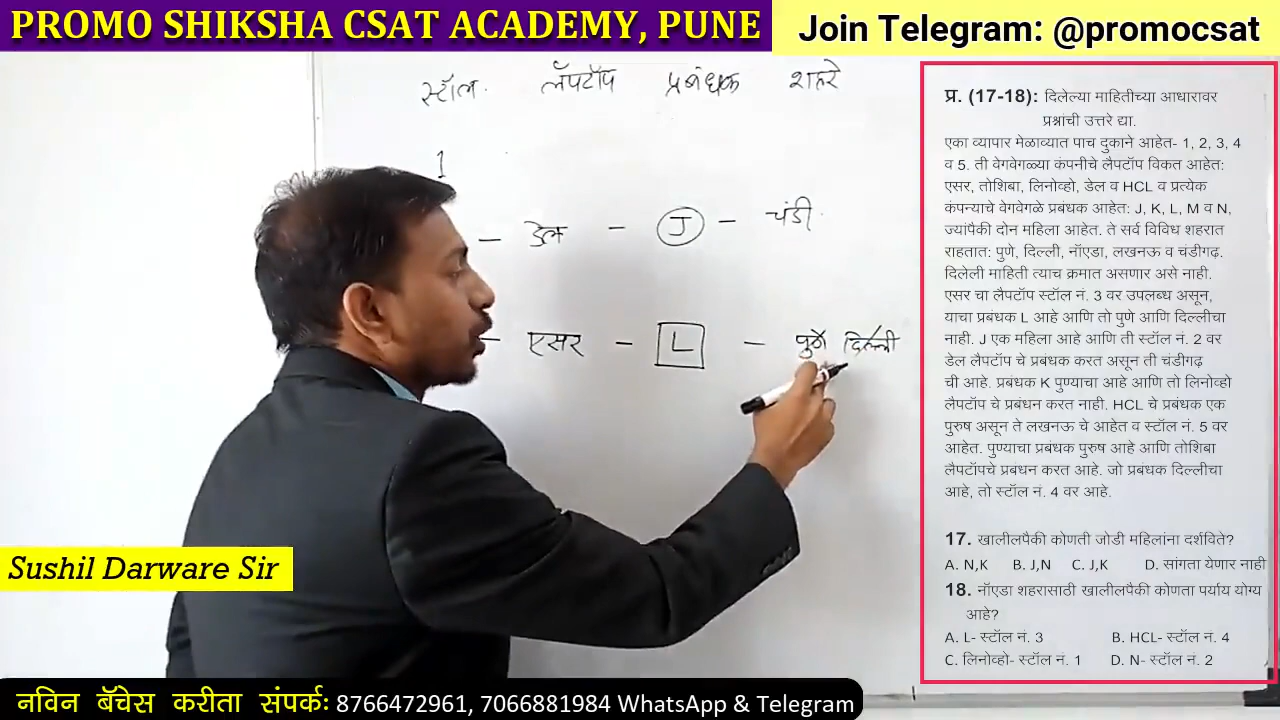 PROMO SHIKSHA CSAT ACADEMY, PUNE
Join Telegram: @promocsat
स्टॉल. लॅपटॉप प्रबंधक शहरे
1
— डेल — J — चंडी.
— एसर — L — पुणे दिल्ली
प्र. (17-18): दिलेल्या माहितीच्या आधारावर
प्रश्नांची उत्तरे द्या.
एका व्यापार मेळाव्यात पाच दुकाने आहेत- 1, 2, 3, 4
व 5. ती वेगवेगळ्या कंपनीचे लैपटॉप विकत आहेत:
एसर, तोशिबा, लिनोव्हो, डेल व HCL व प्रत्येक
कंपन्याचे वेगवेगळे प्रबंधक आहेत: J, K, L, M व N,
ज्यांपैकी दोन महिला आहेत. ते सर्व विविध शहरात
राहतात: पुणे, दिल्ली, नॉएडा, लखनऊ व चंडीगढ़.
दिलेली माहिती त्याच क्रमात असणार असे नाही.
एसर चा लैपटॉप स्टॉल नं. 3 वर उपलब्ध असून,
याचा प्रबंधक L आहे आणि तो पुणे आणि दिल्लीचा
नाही. J एक महिला आहे आणि ती स्टॉल नं. 2 वर
डेल लैपटॉप चे प्रबंधक करत असून ती चंडीगढ़
ची आहे. प्रबंधक K पुण्याचा आहे आणि तो लिनोव्हो
लैपटॉप चे प्रबंधन करत नाही. HCL चे प्रबंधक एक
पुरुष असून ते लखनऊ चे आहेत व स्टॉल नं. 5 वर
आहेत. पुण्याचा प्रबंधक पुरुष आहे आणि तोशिबा
लैपटॉपचे प्रबधन करत आहे. जो प्रबधक दिल्लीचा
आहे, तो स्टॉल नं. 4 वर आहे.
17. खालीलपैकी कोणती जोडी महिलांना दर्शविते?
A. N,K B. J,N C. J,K D. सांगता येणार नाही
18. नॉएडा शहरासाठी खालीलपैकी कोणता पर्याय योग्य
आहे?
A. L- स्टॉल नं. 3 B. HCL- स्टॉल नं. 4
C. लिनोव्हो- स्टॉल नं. 1 D. N- स्टॉल नं. 2
Sushil Darware Sir
नविन बॅचेस करीता संपर्कः 8766472961, 7066881984 WhatsApp & Telegram